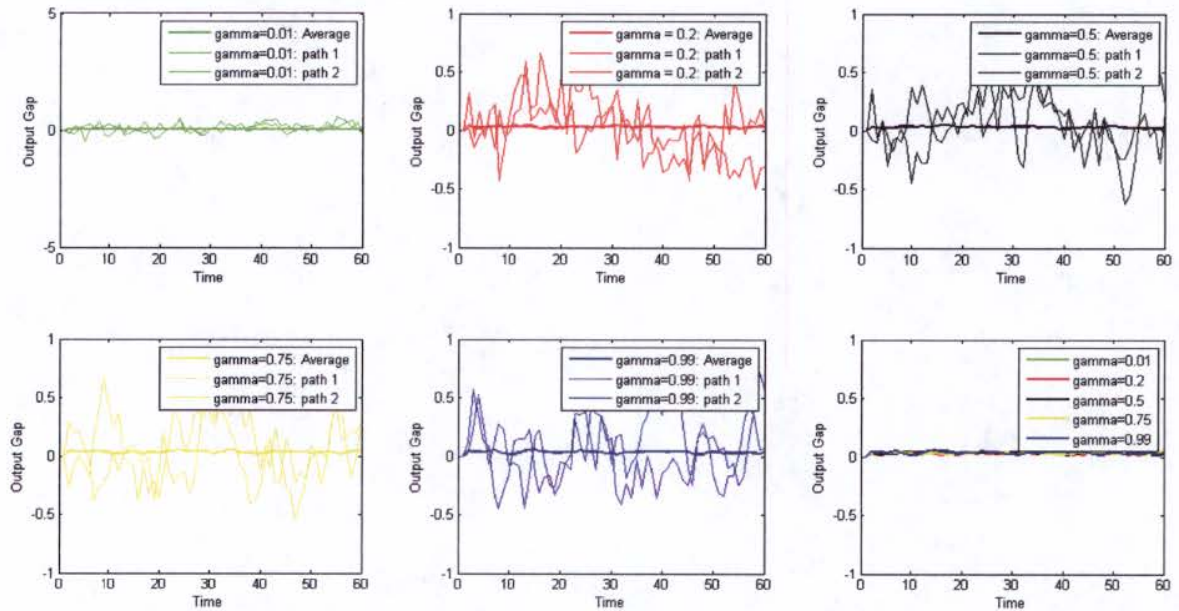 5
gamma=0.01: Average
gamma=0.01: path 1
gamma=0.01: path 2
Output Gap
0
-5
0 10 20 30 40 50 60
Time
1
gamma = 0.2: Average
gamma = 0.2: path 1
gamma = 0.2: path 2
0.5
Output Gap
0
-0.5
-1
0 10 20 30 40 50 60
Time
1
gamma=0.5: Average
gamma=0.5: path 1
gamma=0.5: path 2
0.5
Output Gap
0
-0.5
-1
0 10 20 30 40 50 60
Time
1
gamma=0.75: Average
gamma=0.75: path 1
gamma=0.75: path 2
0.5
Output Gap
0
-0.5
-1
0 10 20 30 40 50 60
Time
1
gamma=0.99: Average
gamma=0.99: path 1
gamma=0.99: path 2
0.5
Output Gap
0
-0.5
-1
0 10 20 30 40 50 60
Time
1
gamma=0.01
gamma=0.2
gamma=0.5
gamma=0.75
gamma=0.99
0.5
Output Gap
0
-0.5
-1
0 10 20 30 40 50 60
Time